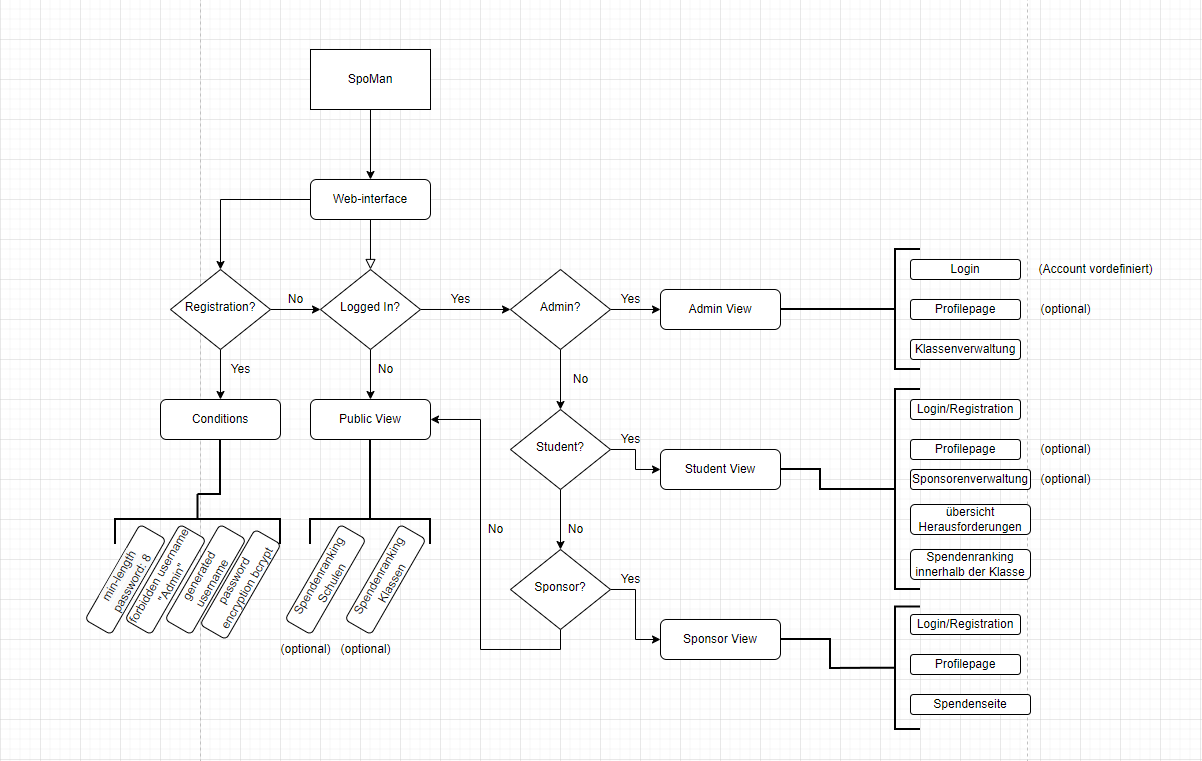 SpoMan
Web-interface
Registration?
No
Logged In?
Yes
Admin?
Yes
Admin View
Login
(Account vordefiniert)
Profilepage
(optional)
Klassenverwaltung
Yes
No
No
Conditions
Public View
Student?
Yes
Student View
Login/Registration
Profilepage
(optional)
Sponsorenverwaltung
(optional)
übersicht
Herausforderungen
Spendenranking
innerhalb der Klasse
No
No
min-length
password: 8
forbidden username
"Admin"
generated
username
password
encryption bcrypt
Spendenranking
Schulen
Spendenranking
Klassen
(optional)
(optional)
Sponsor?
Yes
Sponsor View
Login/Registration
Profilepage
Spendenseite